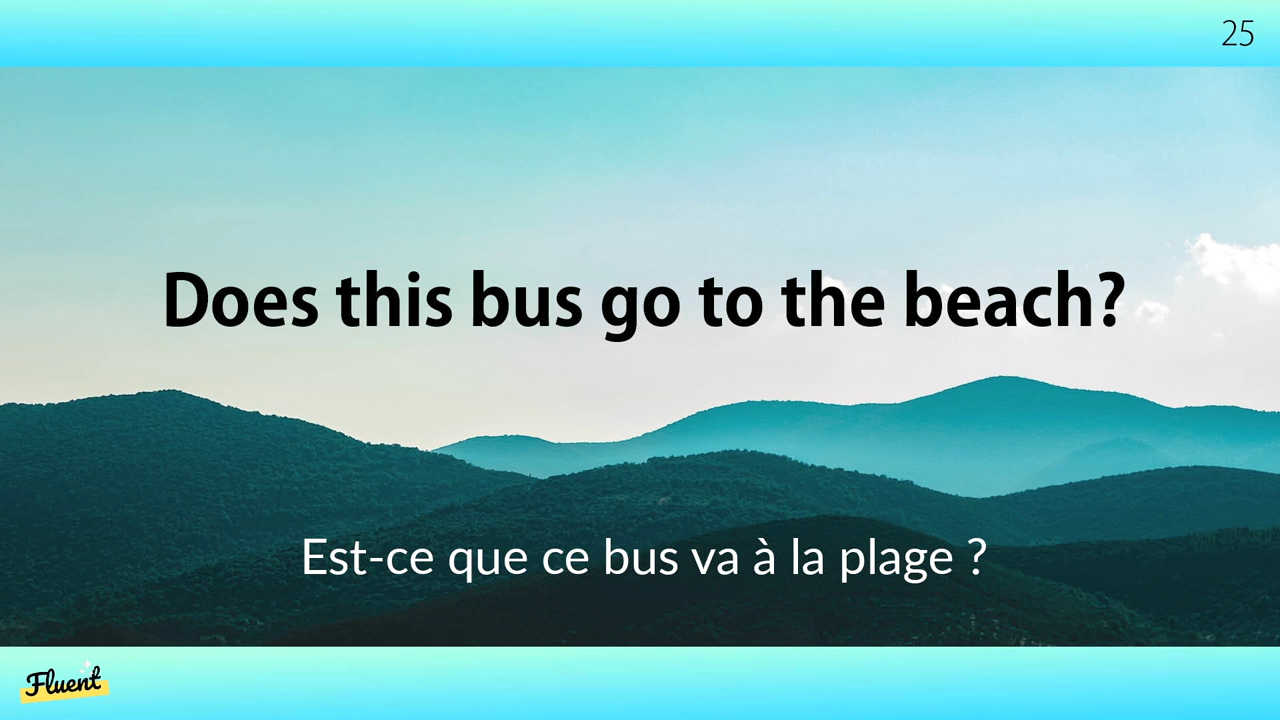 25
Does this bus go to the beach?
Est-ce que ce bus va à la plage ?
Fluent